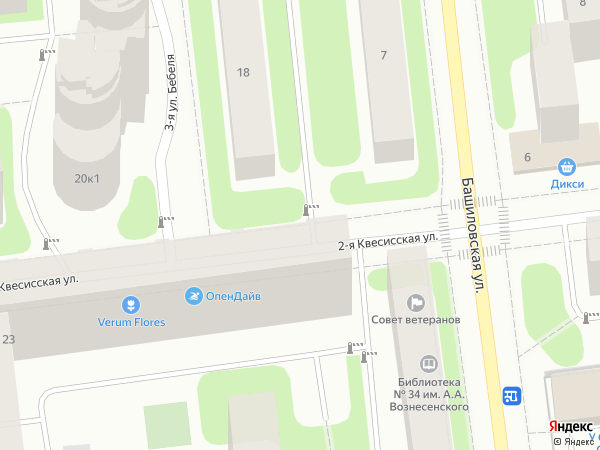 8
7
18
3-я ул. Бебеля
6
20к1
Дикси
Башиловская ул.
2-я Квесисская ул.
Квесисская ул.
ОпенДайв
Verum Flores
Совет ветеранов
23
Библиотека
№ 34 им. А.А.
Вознесенского
Яндекс
© Яндекс